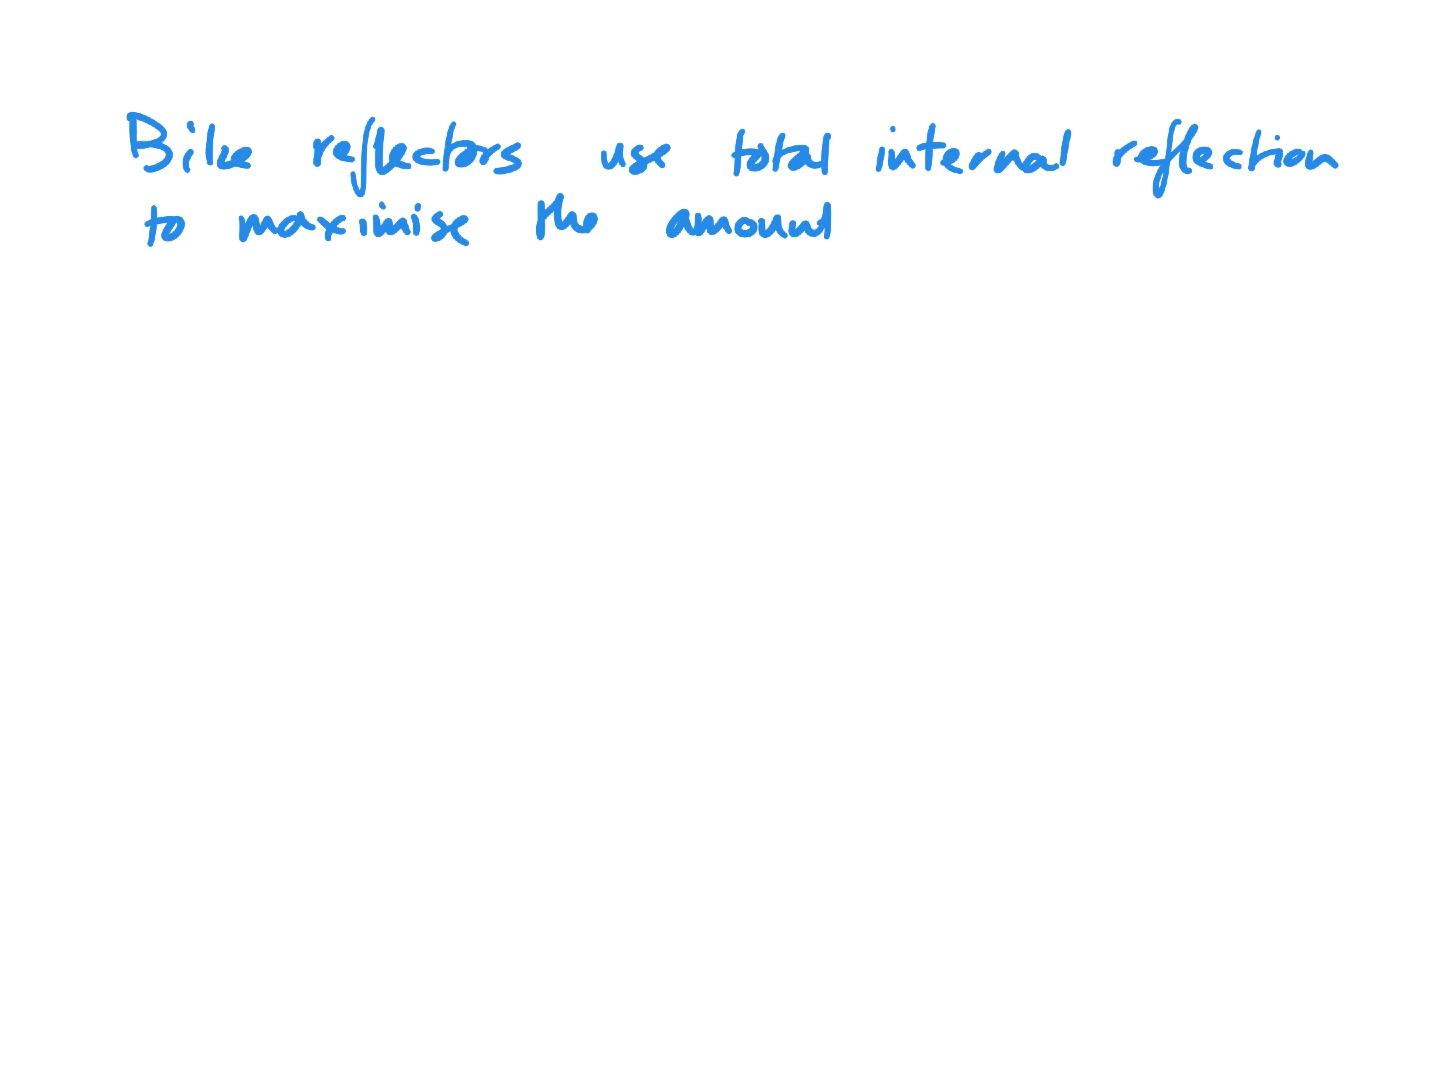 Bike reflectors use total internal reflection
to maximise the amount